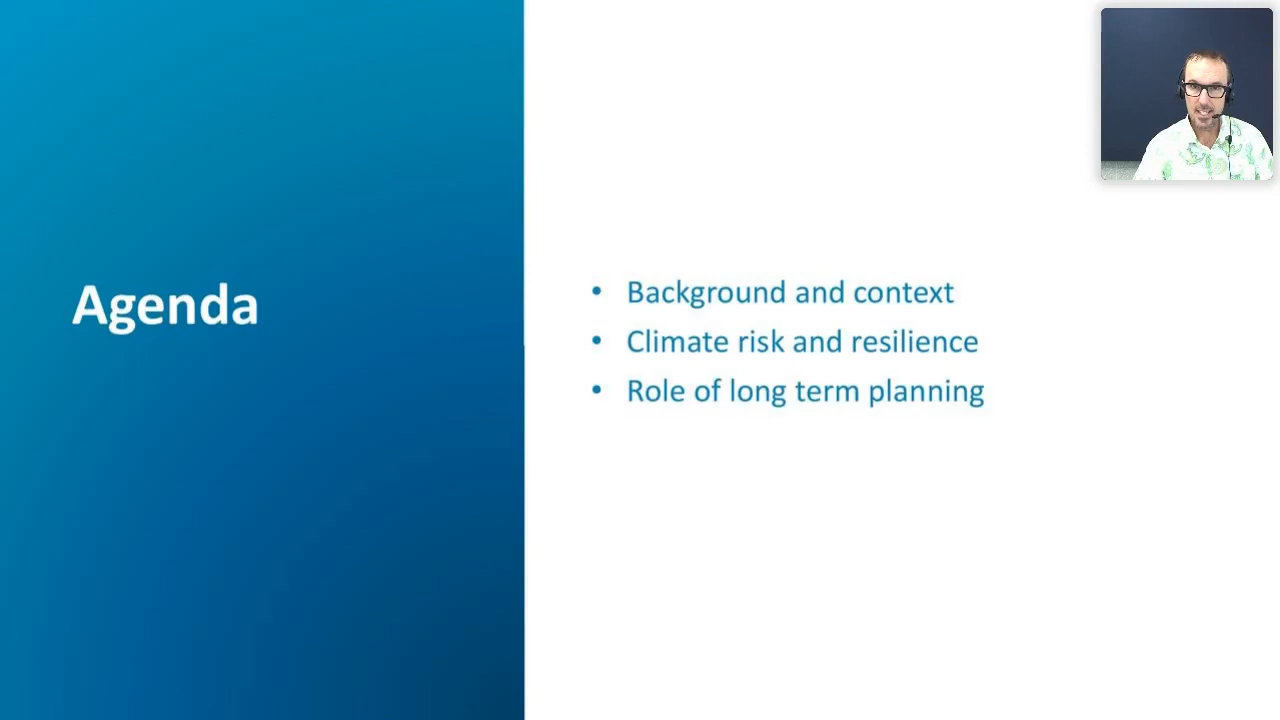 Agenda
• Background and context
• Climate risk and resilience
• Role of long term planning